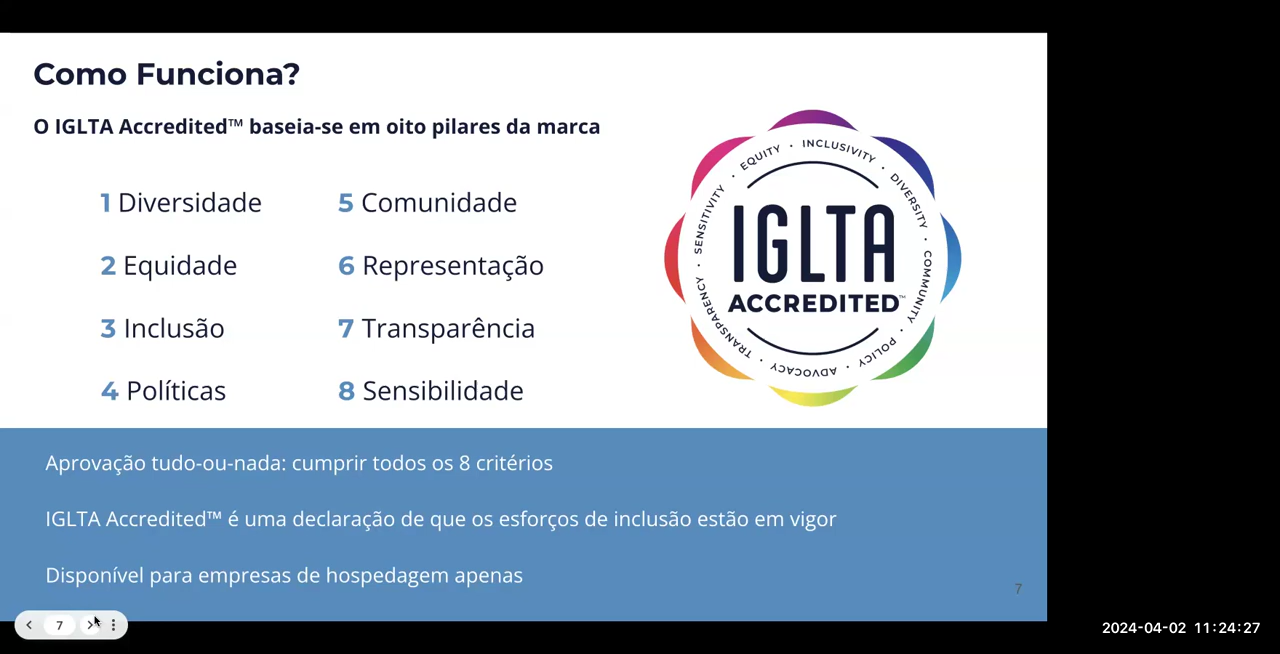 Como Funciona?
O IGLTA Accredited™ baseia-se em oito pilares da marca
1 Diversidade
2 Equidade
3 Inclusão
4 Políticas
5 Comunidade
6 Representação
7 Transparência
8 Sensibilidade
EQUITY · INCLUSIVITY · DIVERSITY · COMMUNITY · POLICY · ADVOCACY · TRANSPARENCY · SENSITIVITY ·
IGLTA
ACCREDITED™
Aprovação tudo-ou-nada: cumprir todos os 8 critérios
IGLTA Accredited™ é uma declaração de que os esforços de inclusão estão em vigor
Disponível para empresas de hospedagem apenas
7
7
2024-04-02 11:24:27